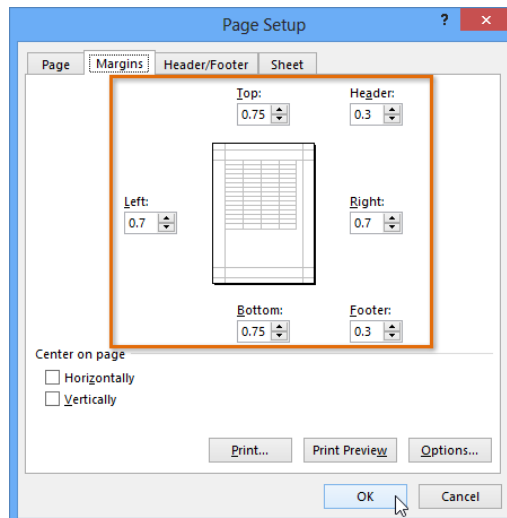 Page Setup ? ×
Page Margins Header/Footer Sheet
Top: Header:
0.75 0.3
Left: Right:
0.7 0.7
Bottom: Footer:
0.75 0.3
Center on page
Horizontally
Vertically
Print... Print Preview Options...
OK Cancel